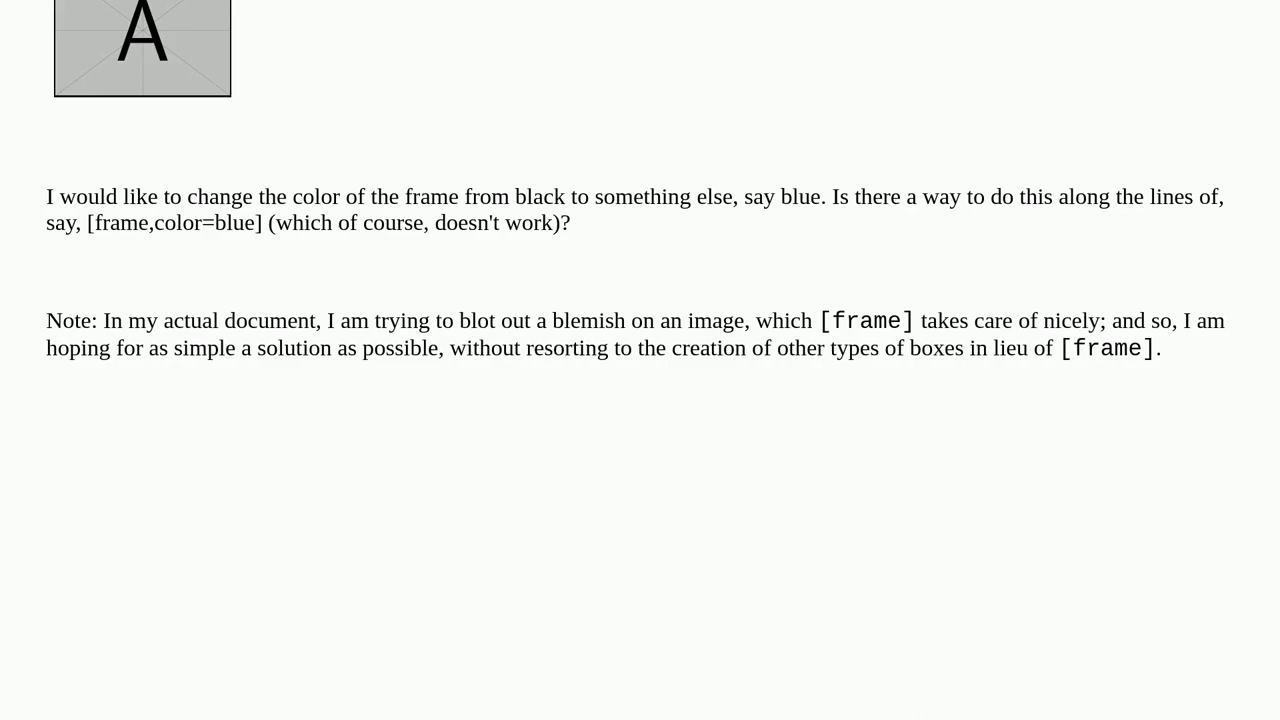 A
I would like to change the color of the frame from black to something else, say blue. Is there a way to do this along the lines of,
say, [frame,color=blue] (which of course, doesn't work)?
Note: In my actual document, I am trying to blot out a blemish on an image, which [frame] takes care of nicely; and so, I am
hoping for as simple a solution as possible, without resorting to the creation of other types of boxes in lieu of [frame].